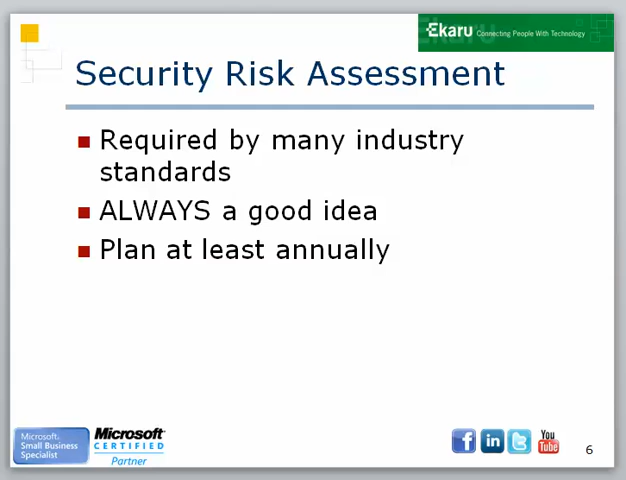 Ekaru Connecting People With Technology
Security Risk Assessment
Required by many industry
standards
ALWAYS a good idea
Plan at least annually
Microsoft
Small Business
Specialist
Microsoft
CERTIFIED
Partner
f in t You
Tube
6